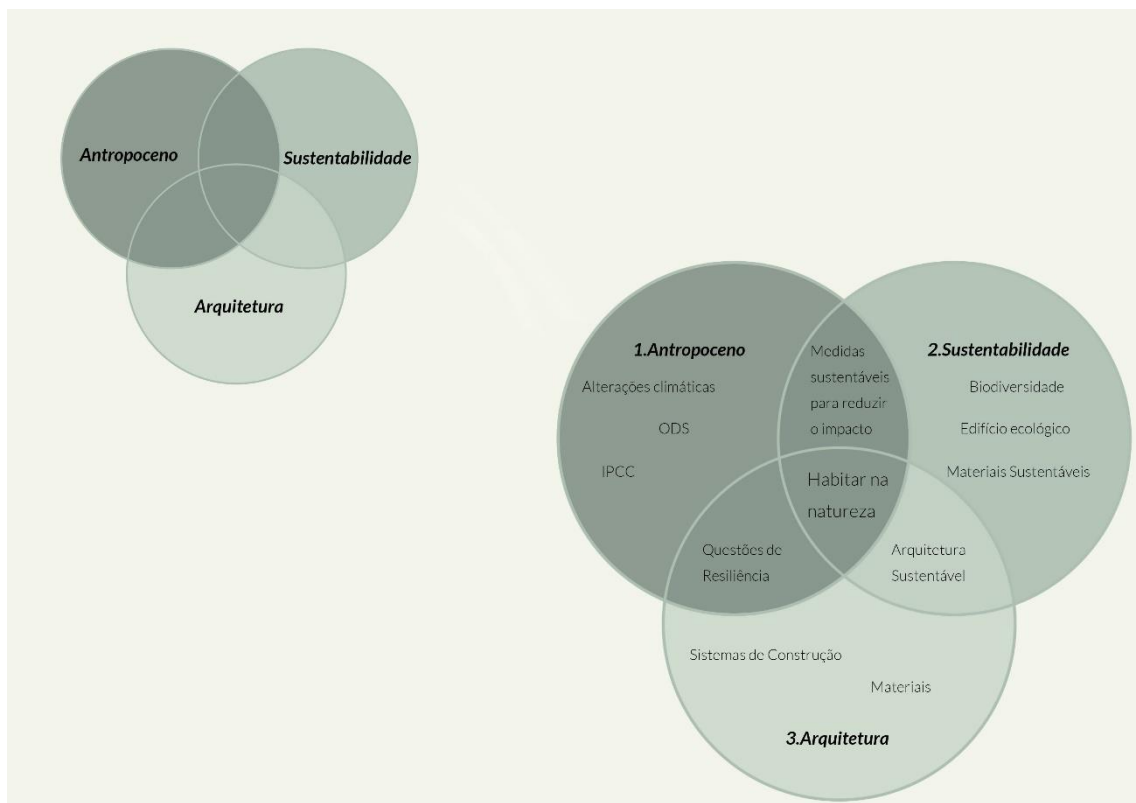 Antropoceno
Sustentabilidade
Arquitetura
1.Antropoceno
Alterações climáticas
ODS
IPCC
Medidas
sustentáveis
para reduzir
o impacto
2.Sustentabilidade
Biodiversidade
Edifício ecológico
Materiais Sustentáveis
Habitar na
natureza
Questões de
Resiliência
Arquitetura
Sustentável
Sistemas de Construção
Materiais
3.Arquitetura